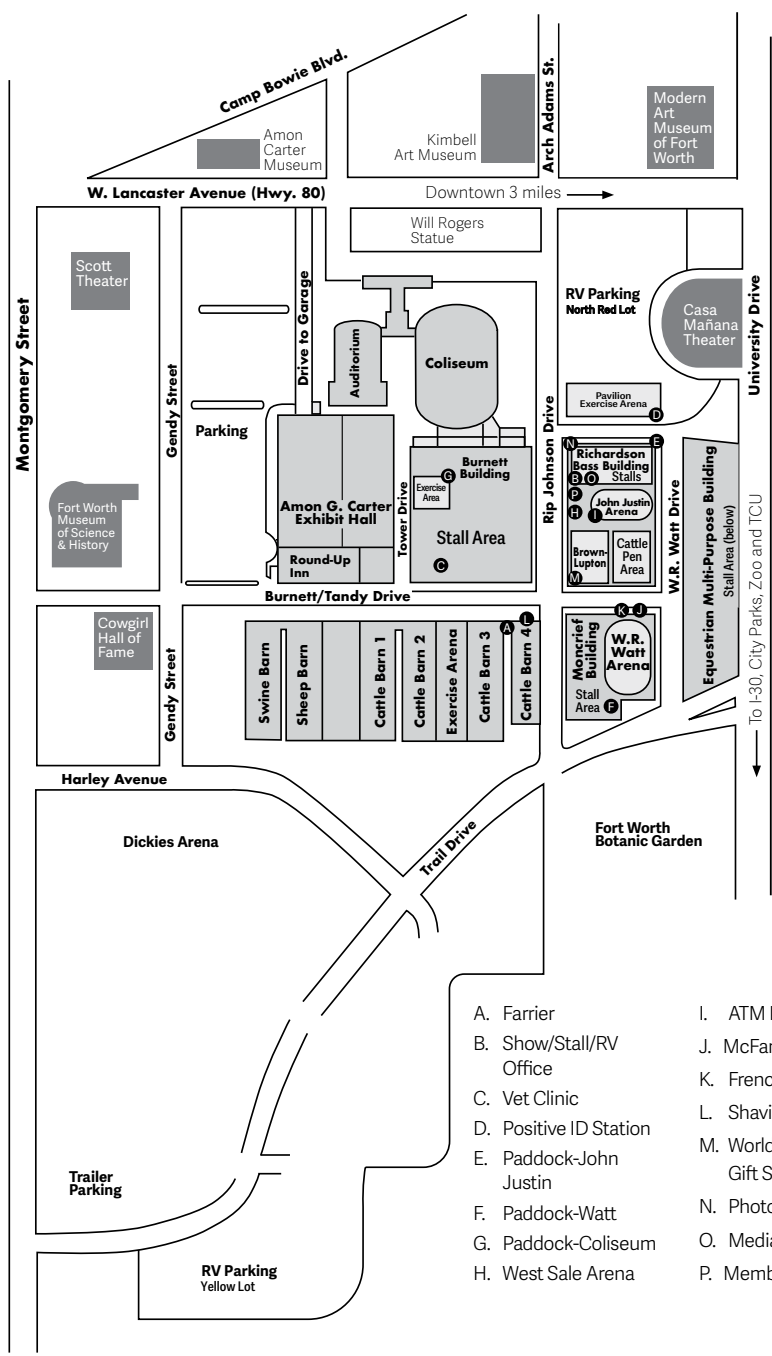 Camp Bowie Blvd.
Amon
Carter
Museum
Kimbell
Art Museum
Arch Adams St.
Modern
Art
Museum
of Fort
Worth
W. Lancaster Avenue (Hwy. 80)
Downtown 3 miles
Will Rogers
Statue
Scott
Theater
Montgomery Street
Gendy Street
Drive to Garage
Parking
Auditorium
Coliseum
RV Parking
North Red Lot
Casa
Mañana
Theater
University Drive
Pavilion
Exercise Arena
D
Rip Johnson Drive
N
E
Richardson
Bass Building
B
O
Stalls
P
H
I
John Justin
Arena
Brown-
Lupton
M
Cattle
Pen
Area
W.R. Watt Drive
Equestrian Multi-Purpose Building
Stall Area (below)
Burnett
Building
G
Exercise
Area
Stall Area
C
Tower Drive
Amon G. Carter
Exhibit Hall
Round-Up
Inn
Fort Worth
Museum
of Science
& History
Burnett/Tandy Drive
Cowgirl
Hall of
Fame
Gendy Street
Swine Barn
Sheep Barn
Cattle Barn 1
Cattle Barn 2
Exercise Arena
Cattle Barn 3
A
L
Cattle Barn 4
K
J
Moncrief
Building
W.R.
Watt
Arena
Stall
Area
F
To I-30, City Parks, Zoo and TCU
Harley Avenue
Dickies Arena
Trail Drive
Fort Worth
Botanic Garden
Trailer
Parking
RV Parking
Yellow Lot
A. Farrier
B. Show/Stall/RV
Office
C. Vet Clinic
D. Positive ID Station
E. Paddock-John
Justin
F. Paddock-Watt
G. Paddock-Coliseum
H. West Sale Arena
I. ATM
J.
K.
L.
M.
Gift
N.
O.
P.